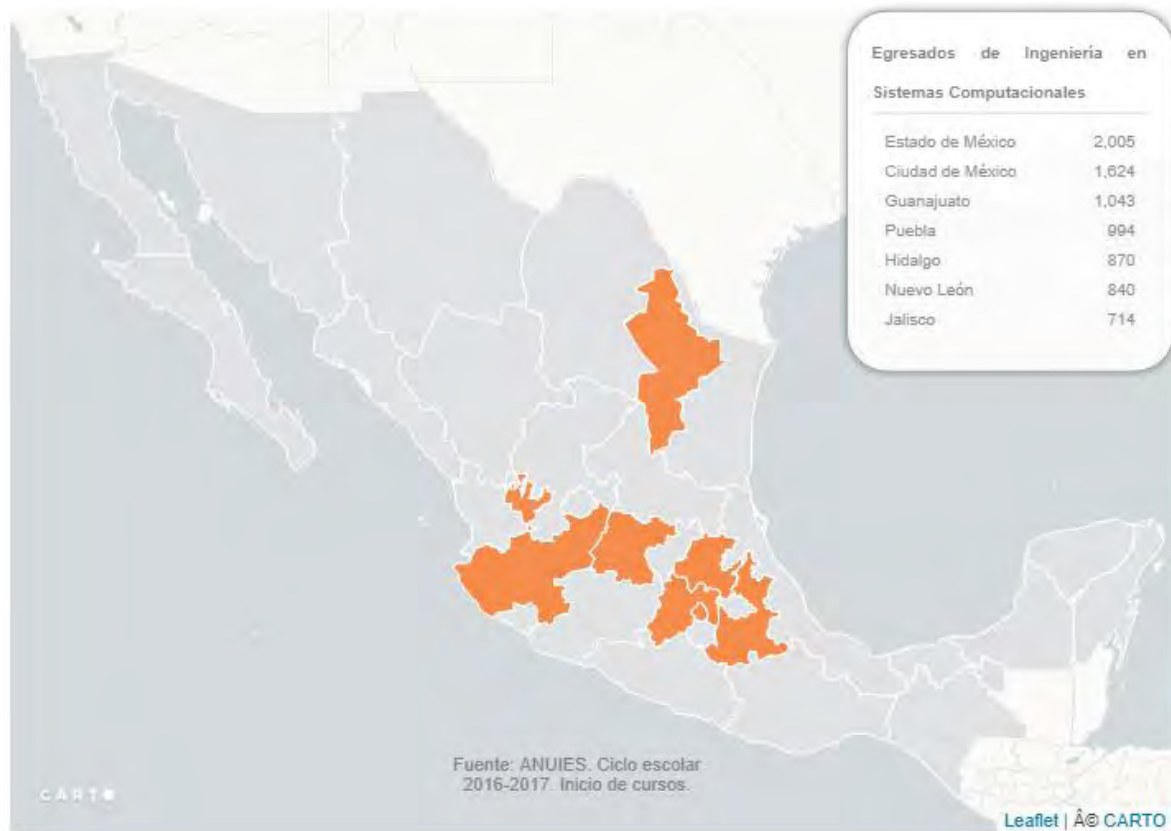 Egresados de Ingeniería en
Sistemas Computacionales
Estado de México 2,005
Ciudad de México 1,624
Guanajuato 1,043
Puebla 994
Hidalgo 870
Nuevo León 840
Jalisco 714
Fuente: ANUIES. Ciclo escolar
2016-2017. Inicio de cursos.
CARTO
Leaflet | Â© CARTO